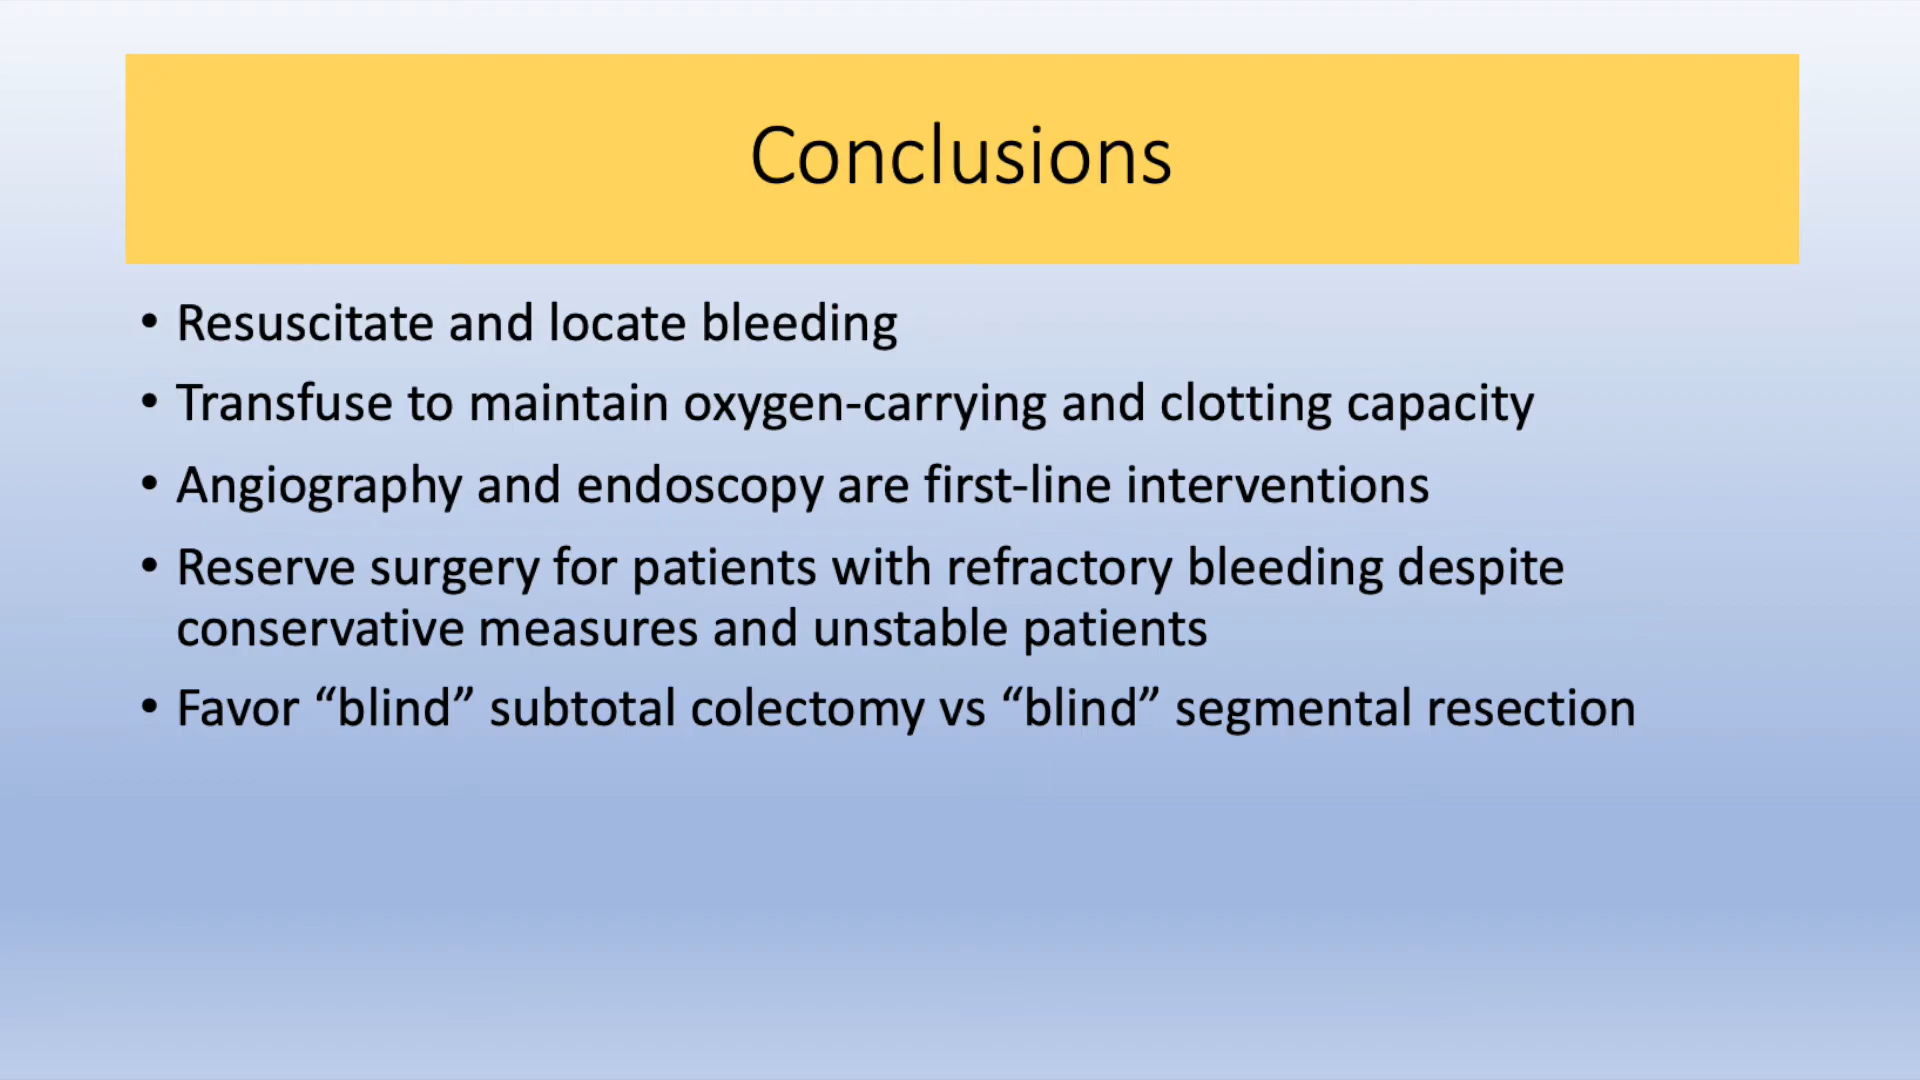 Conclusions
• Resuscitate and locate bleeding
• Transfuse to maintain oxygen-carrying and clotting capacity
• Angiography and endoscopy are first-line interventions
• Reserve surgery for patients with refractory bleeding despite
conservative measures and unstable patients
• Favor “blind” subtotal colectomy vs “blind” segmental resection